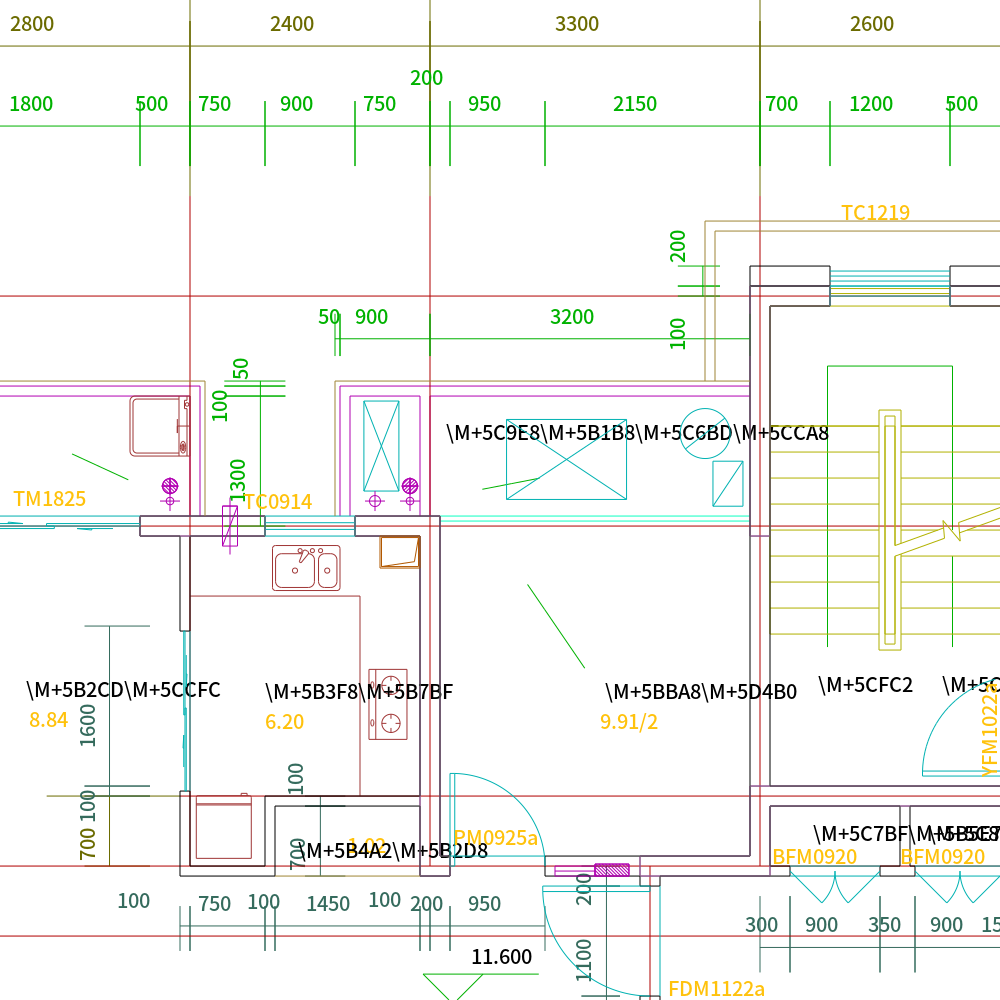 2800 2400 3300 2600
200
1800 500 750 900 750 950 2150 700 1200 500
TC1219
200
50 900 3200
100
50
100
\M+5C9E8\M+5B1B8\M+5C6BD\M+5CCA8
1300
TM1825 TC0914
\M+5B2CD\M+5CCFC \M+5B3F8\M+5B7BF \M+5BBA8\M+5D4B0 \M+5CFC2
8.84 6.20 9.91/2
1600
YFM1022a
100
100
700
700
PM0925a
\M+5B4A2\M+5B2D8
\M+5C7BF
BFM0920 BFM0920
100 750 100 1450 100 200 950
200
300 900 350 900
1100
11.600
FDM1122a